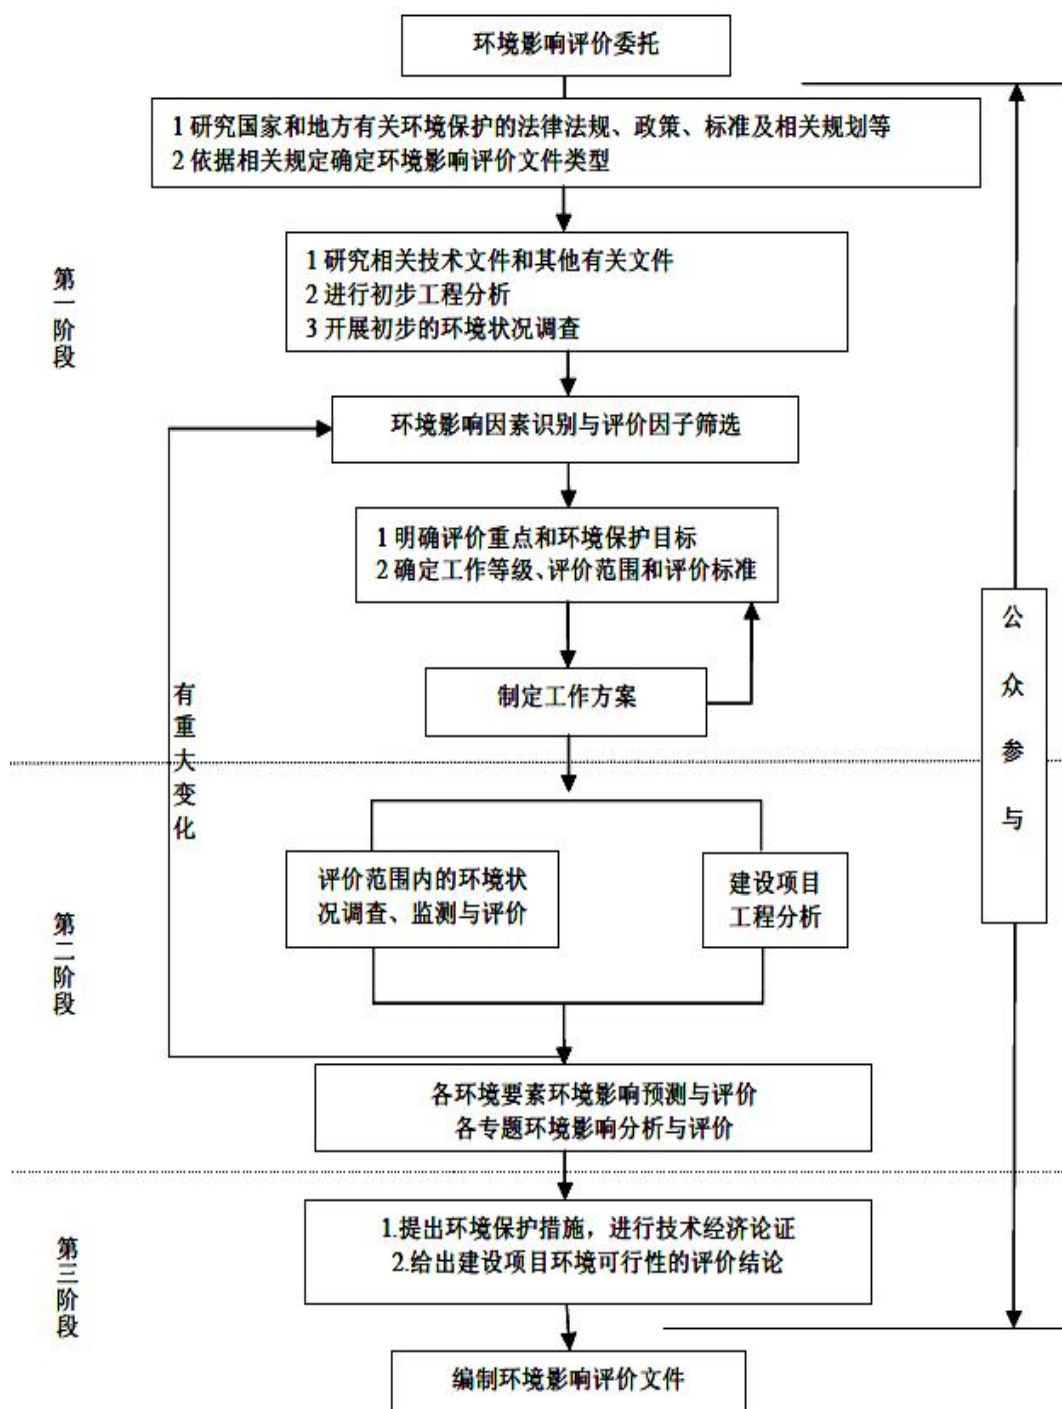 环境影响评价委托
1 研究国家和地方有关环境保护的法律法规、政策、标准及相关规划等
2 依据相关规定确定环境影响评价文件类型
第一阶段
1 研究相关技术文件和其他有关文件
2 进行初步工程分析
3 开展初步的环境状况调查
环境影响因素识别与评价因子筛选
1 明确评价重点和环境保护目标
2 确定工作等级、评价范围和评价标准
公众参与
制定工作方案
有重大变化
第二阶段
评价范围内的环境状
况调查、监测与评价
建设项目
工程分析
各环境要素环境影响预测与评价
各专题环境影响分析与评价
第三阶段
1.提出环境保护措施，进行技术经济论证
2.给出建设项目环境可行性的评价结论
编制环境影响评价文件